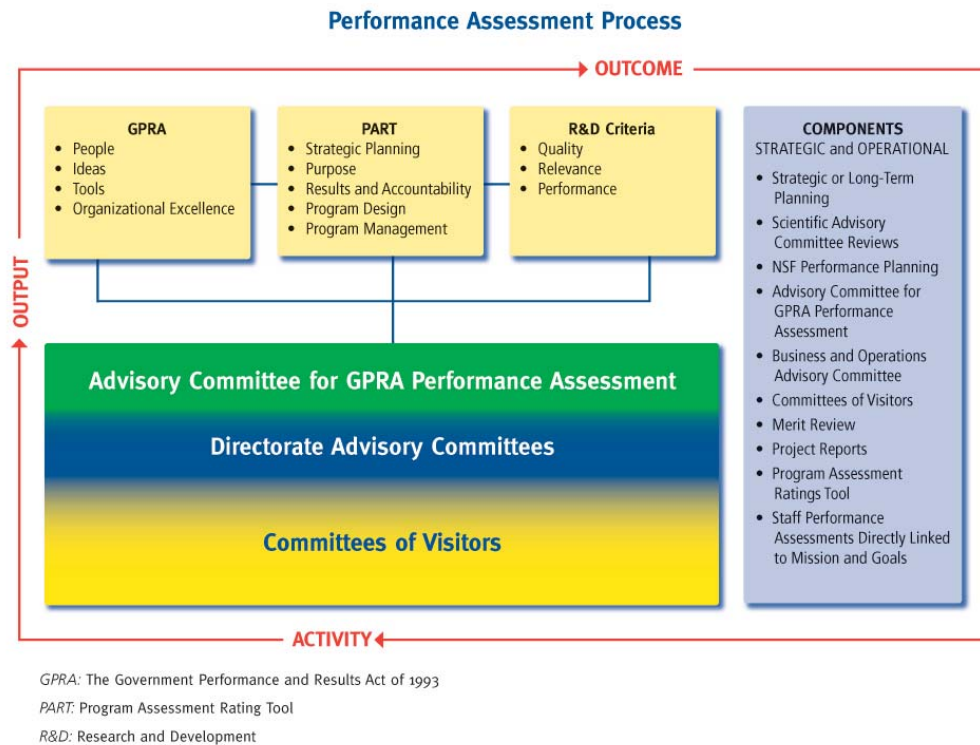 Performance Assessment Process
OUTCOME
GPRA
• People
• Ideas
• Tools
• Organizational Excellence
PART
• Strategic Planning
• Purpose
• Results and Accountability
• Program Design
• Program Management
R&D Criteria
• Quality
• Relevance
• Performance
COMPONENTS
STRATEGIC and OPERATIONAL
• Strategic or Long-Term
Planning
• Scientific Advisory
Committee Reviews
• NSF Performance Planning
• Advisory Committee for
GPRA Performance
Assessment
• Business and Operations
Advisory Committee
• Committees of Visitors
• Merit Review
• Project Reports
• Program Assessment
Ratings Tool
• Staff Performance
Assessments Directly Linked
to Mission and Goals
OUTPUT
Advisory Committee for GPRA Performance Assessment
Directorate Advisory Committees
Committees of Visitors
ACTIVITY
GPRA: The Government Performance and Results Act of 1993
PART: Program Assessment Rating Tool
R&D: Research and Development